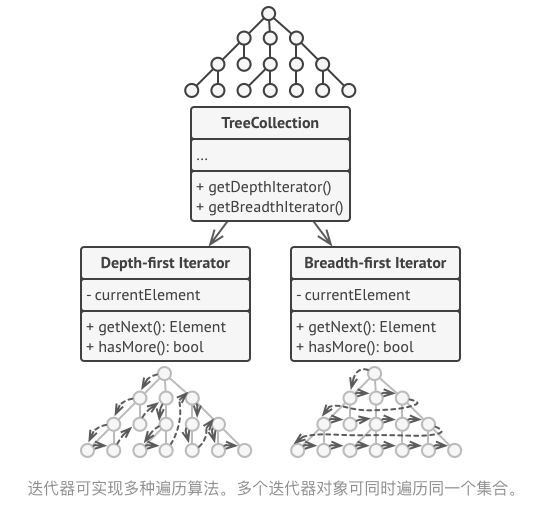 TreeCollection
...
+ getDepthIterator()
+ getBreadthIterator()
Depth-first Iterator
- currentElement
+ getNext(): Element
+ hasMore(): bool
Breadth-first Iterator
- currentElement
+ getNext(): Element
+ hasMore(): bool
迭代器可实现多种遍历算法。多个迭代器对象可同时遍历同一个集合。